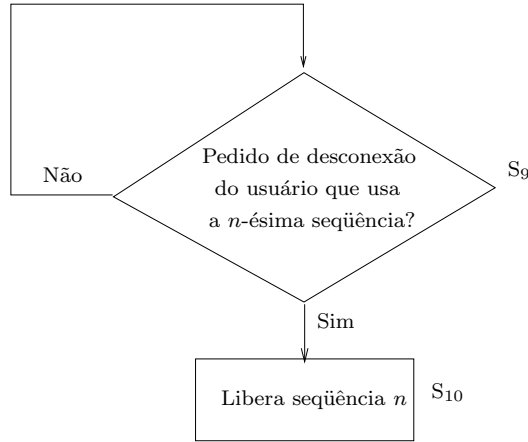 Pedido de desconexão
do usuário que usa
a n-ésima seqüência?
Não
S9
Sim
Libera seqüência n
S10